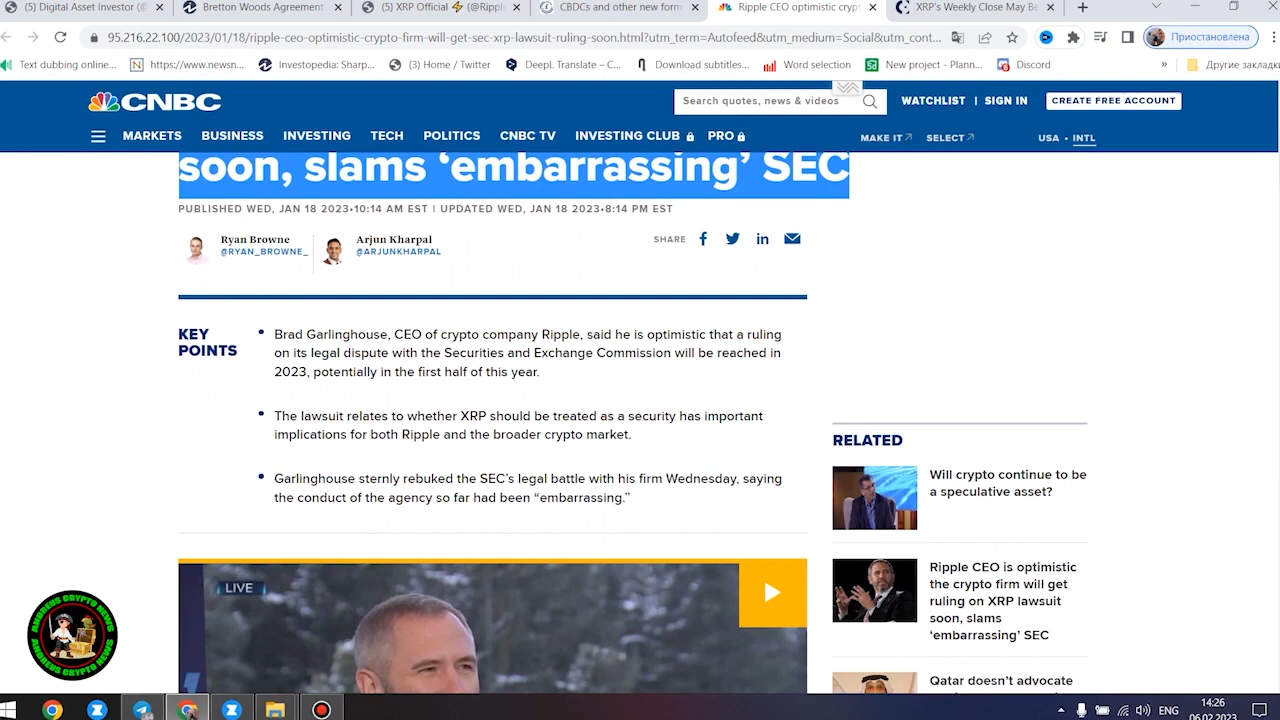 (5) Digital Asset Investor (@
Bretton Woods Agreement
(5) XRP Official ⚡ (@Ripple
CBDCs and other new form
Ripple CEO optimistic crypt
XRP's Weekly Close May Be
95.216.22.100/2023/01/18/ripple-ceo-optimistic-crypto-firm-will-get-sec-xrp-lawsuit-ruling-soon.html?utm_term=Autofeed&utm_medium=Social&utm_cont...
Приостановлена
Text dubbing online...
https://www.newsn...
Investopedia: Sharp...
(3) Home / Twitter
DeepL Translate – C...
Download subtitles...
Word selection
New project - Plann...
Discord
»
Другие закладки
CNBC
Search quotes, news & videos
WATCHLIST | SIGN IN
CREATE FREE ACCOUNT
MARKETS BUSINESS INVESTING TECH POLITICS CNBC TV INVESTING CLUB PRO
MAKE IT SELECT
USA • INTL
soon, slams ‘embarrassing’ SEC
PUBLISHED WED, JAN 18 2023•10:14 AM EST | UPDATED WED, JAN 18 2023•8:14 PM EST
Ryan Browne
@RYAN_BROWNE_
Arjun Kharpal
@ARJUNKHARPAL
SHARE
KEY
POINTS
• Brad Garlinghouse, CEO of crypto company Ripple, said he is optimistic that a ruling
on its legal dispute with the Securities and Exchange Commission will be reached in
2023, potentially in the first half of this year.
• The lawsuit relates to whether XRP should be treated as a security has important
implications for both Ripple and the broader crypto market.
• Garlinghouse sternly rebuked the SEC’s legal battle with his firm Wednesday, saying
the conduct of the agency so far had been “embarrassing.”
RELATED
Will crypto continue to be
a speculative asset?
Ripple CEO is optimistic
the crypto firm will get
ruling on XRP lawsuit
soon, slams
‘embarrassing’ SEC
Qatar doesn’t advocate
LIVE
ANDREUS CRYPTO NEWS
ANDREUS CRYPTO NEWS
ENG
14:26
06.02.2023